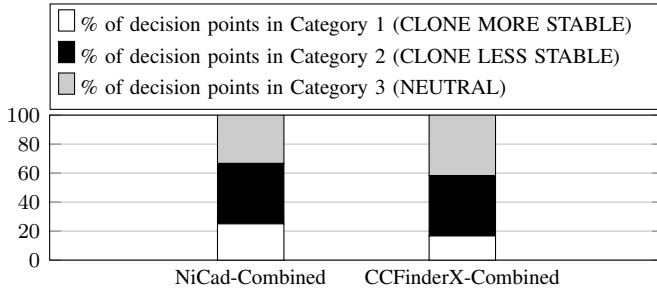 % of decision points in Category 1 (CLONE MORE STABLE)
% of decision points in Category 2 (CLONE LESS STABLE)
% of decision points in Category 3 (NEUTRAL)
100
80
60
40
20
0
NiCad-Combined CCFinderX-Combined